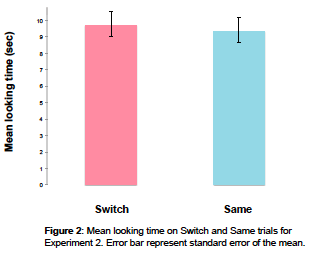 Mean looking time (sec)
10
9
8
7
6
5
4
3
2
1
0
Switch
Same
Figure 2: Mean looking time on Switch and Same trials for
Experiment 2. Error bar represent standard error of the mean.